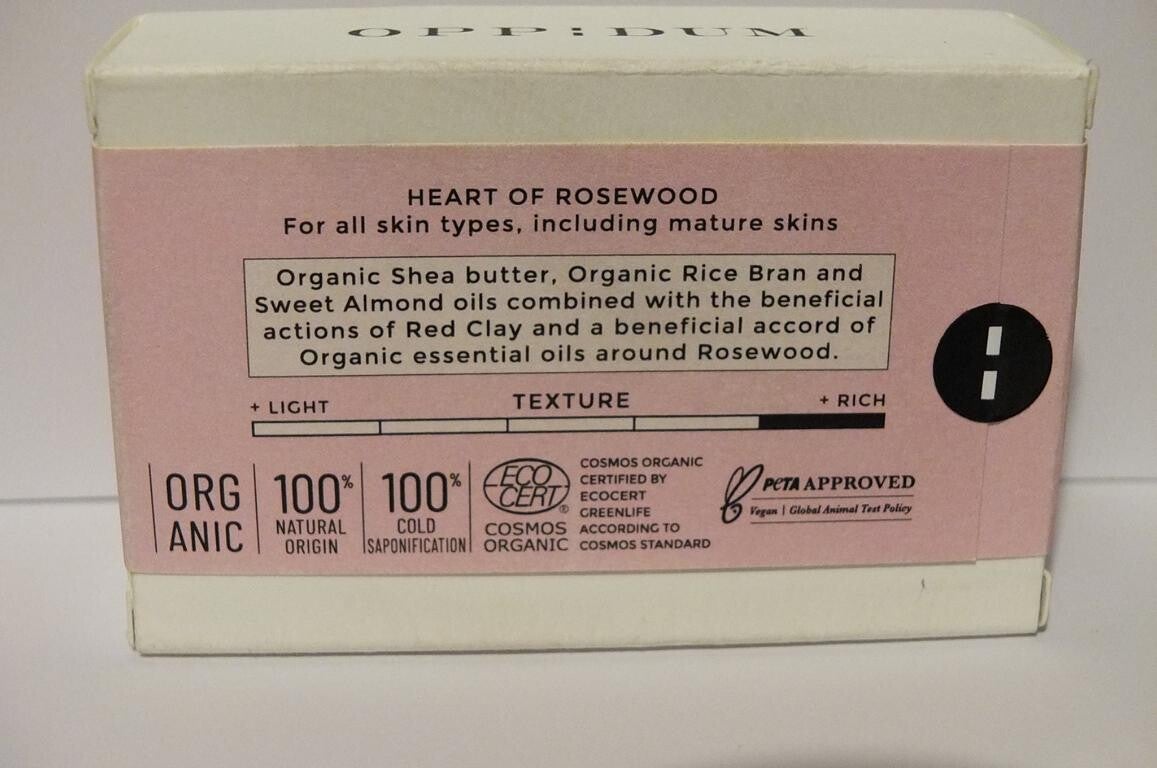 OPP:DUM
HEART OF ROSEWOOD
For all skin types, including mature skins
Organic Shea butter, Organic Rice Bran and
Sweet Almond oils combined with the beneficial
actions of Red Clay and a beneficial accord of
Organic essential oils around Rosewood.
+ LIGHT TEXTURE + RICH
ORG
ANIC
100%
NATURAL
ORIGIN
100%
COLD
SAPONIFICATION
ECO
CERT®
COSMOS
ORGANIC
COSMOS ORGANIC
CERTIFIED BY
ECOCERT
GREENLIFE
ACCORDING TO
COSMOS STANDARD
PETA APPROVED
Vegan | Global Animal Test Policy